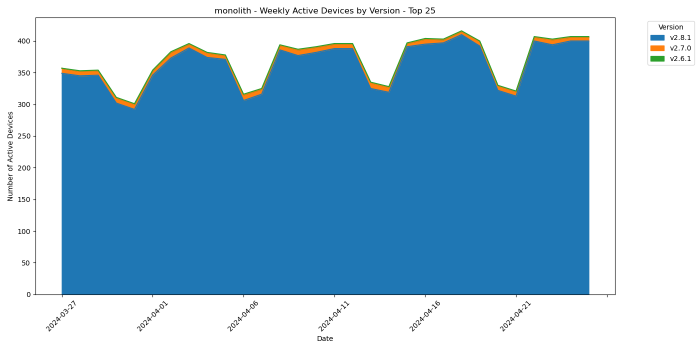 monolith - Weekly Active Devices by Version - Top 25
Version
v2.8.1
v2.7.0
v2.6.1
Number of Active Devices
400
350
300
250
200
150
100
50
0
2024-03-27
2024-04-01
2024-04-06
2024-04-11
2024-04-16
2024-04-21
Date